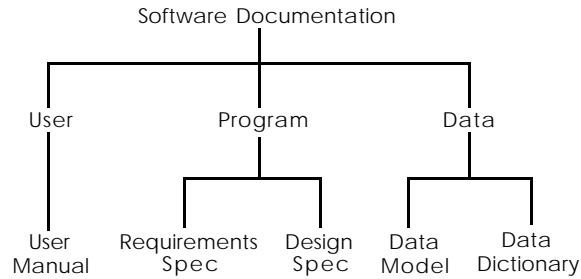 Software Documentation
User
Program
Data
User
Manual
Requirements
Spec
Design
Spec
Data
Model
Data
Dictionary